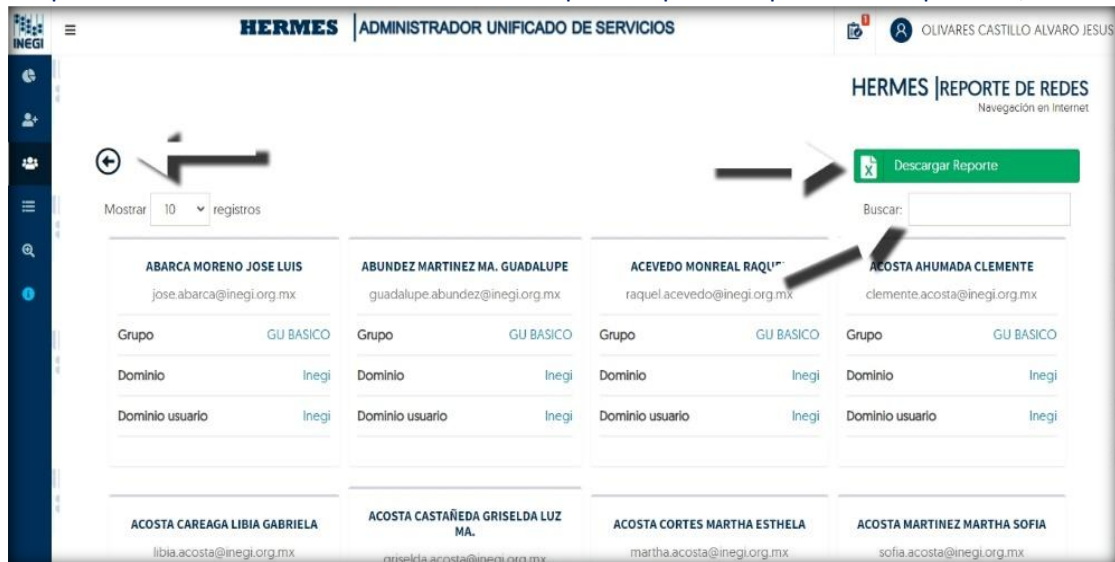 INEGI
HERMES | ADMINISTRADOR UNIFICADO DE SERVICIOS
1
OLIVARES CASTILLO ALVARO JESUS
HERMES |REPORTE DE REDES
Navegación en Internet
Descargar Reporte
Mostrar 10 registros
Buscar:
ABARCA MORENO JOSE LUIS
jose.abarca@inegi.org.mx
Grupo GU BASICO
Dominio Inegi
Dominio usuario Inegi
ABUNDEZ MARTINEZ MA. GUADALUPE
guadalupe.abundez@inegi.org.mx
Grupo GU BASICO
Dominio Inegi
Dominio usuario Inegi
ACEVEDO MONREAL
raquel.acevedo@inegi.org.mx
Grupo GU BASICO
Dominio Inegi
Dominio usuario Inegi
ACOSTA AHUMADA CLEMENTE
clemente.acosta@inegi.org.mx
Grupo GU BASICO
Dominio Inegi
Dominio usuario Inegi
ACOSTA CAREAGA LIBIA GABRIELA
libia.acosta@inegi.org.mx
ACOSTA CASTAÑEDA GRISELDA LUZ
MA.
griselda.acosta@inegi.org.mx
ACOSTA CORTES MARTHA ESTHELA
martha.acosta@inegi.org.mx
ACOSTA MARTINEZ MARTHA SOFIA
sofia.acosta@inegi.org.mx